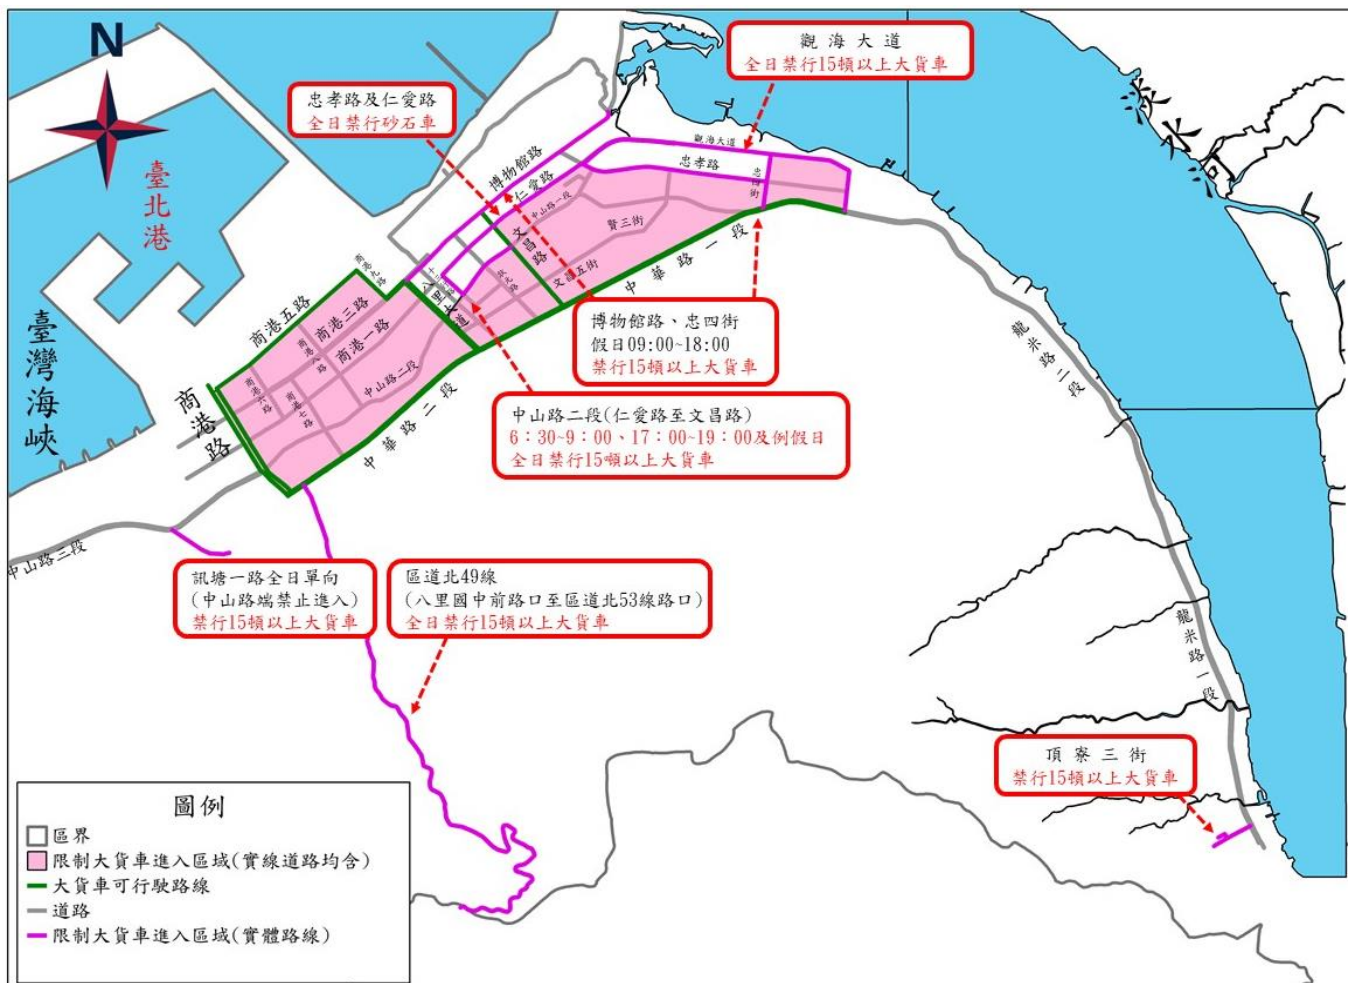 N
臺北港
臺灣海峽
淡水河
觀 海 大 道
全日禁行15頓以上大貨車
忠孝路及仁愛路
全日禁行砂石車
觀海大道
忠孝路
忠四街
博物館路
仁愛路
中山路一段
文昌路
賢三街
文昌五街
中華路一段
八里大道
商港九路
商港五路
商港三路
商港一路
商港八路
商港六路
商港七路
中山路二段
中華路二段
商港路
中山路三段
龍米路二段
龍米路一段
博物館路、忠四街
假日09:00~18:00
禁行15頓以上大貨車
中山路二段(仁愛路至文昌路)
6：30~9：00、17：00~19：00及例假日
全日禁行15頓以上大貨車
訊塘一路全日單向
(中山路端禁止進入)
禁行15頓以上大貨車
區道北49線
(八里國中前路口至區道北53線路口)
全日禁行15頓以上大貨車
頂 寮 三 街
禁行15頓以上大貨車
圖例
區界
限制大貨車進入區域(實線道路均含)
大貨車可行駛路線
道路
限制大貨車進入區域(實體路線)